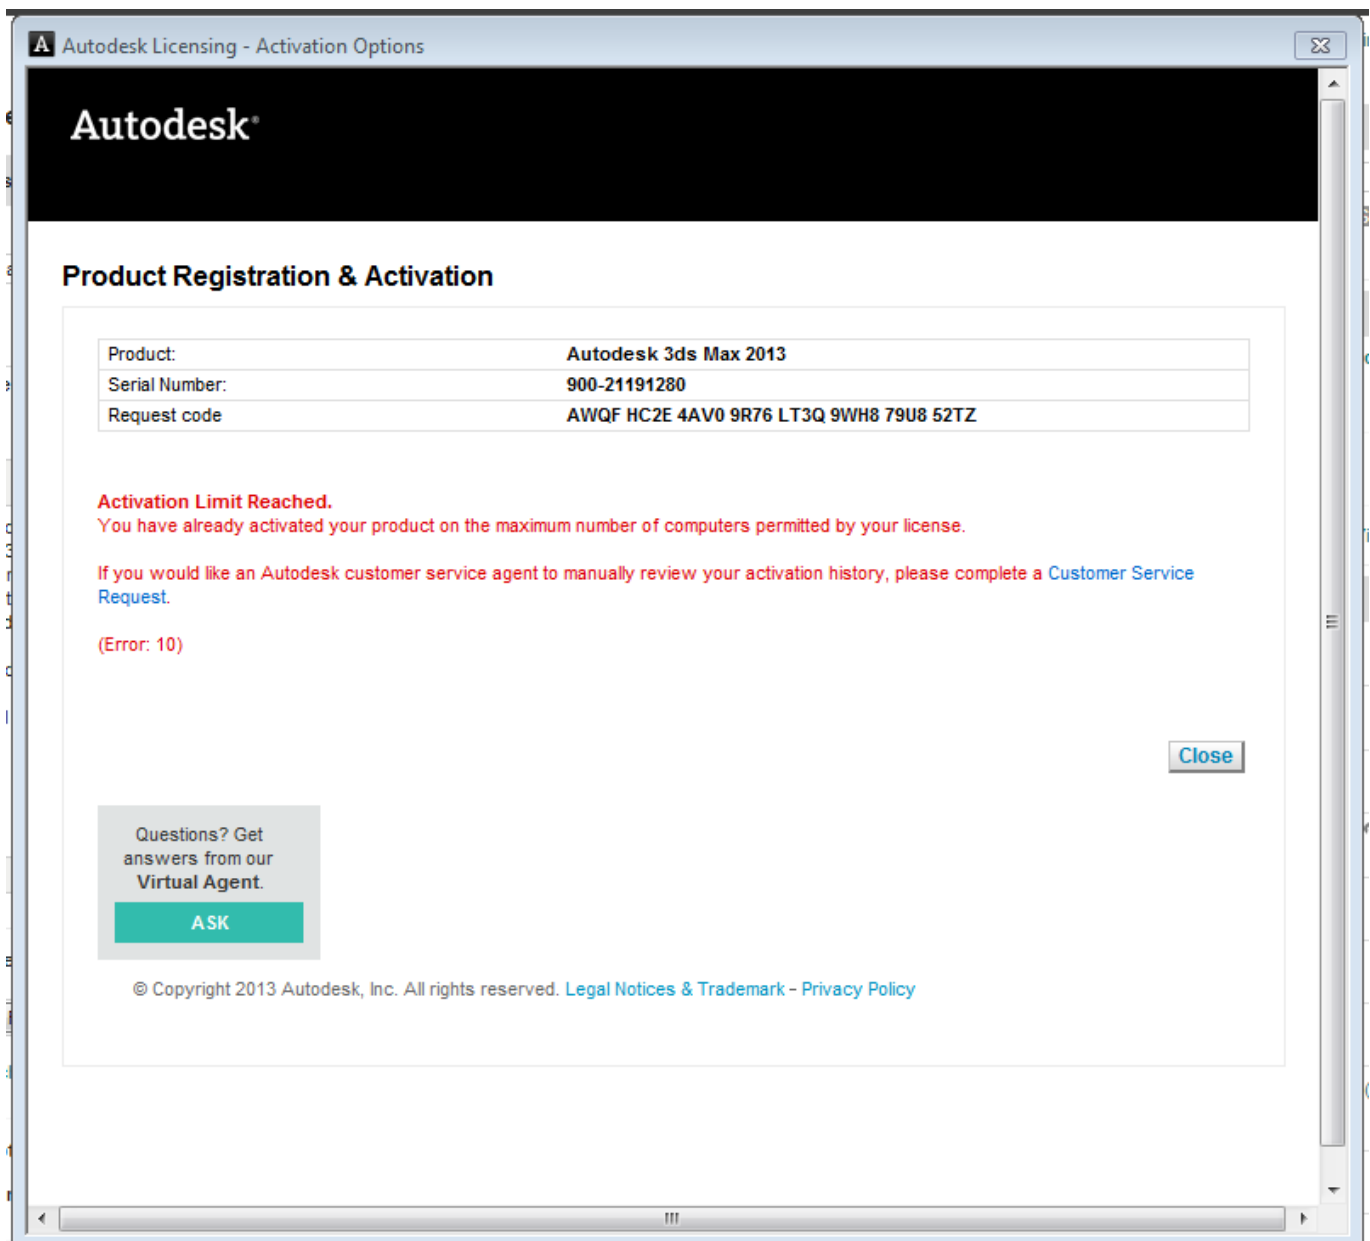 Autodesk Licensing - Activation Options
Autodesk®
Product Registration & Activation
Product: Autodesk 3ds Max 2013
Serial Number: 900-21191280
Request code AWQF HC2E 4AV0 9R76 LT3Q 9WH8 79U8 52TZ
Activation Limit Reached.
You have already activated your product on the maximum number of computers permitted by your license.
If you would like an Autodesk customer service agent to manually review your activation history, please complete a Customer Service
Request.
(Error: 10)
Close
Questions? Get
answers from our
Virtual Agent.
ASK
© Copyright 2013 Autodesk, Inc. All rights reserved. Legal Notices & Trademark - Privacy Policy